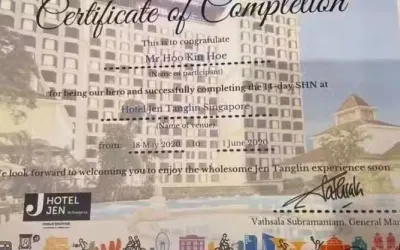 Certificate of Completion
This is to congratulate
Mr Hoo Kin Hoe
(Name of participant)
for being our hero and successfully completing the 14-day SHN at
Hotel Jen Tanglin Singapore
(Name of venue)
from: 18 May 2020 to: 1 June 2020
We look forward to welcoming you to enjoy the wholesome Jen Tanglin experience soon.
J HOTEL JEN
Vathsala Subramaniam, General Man